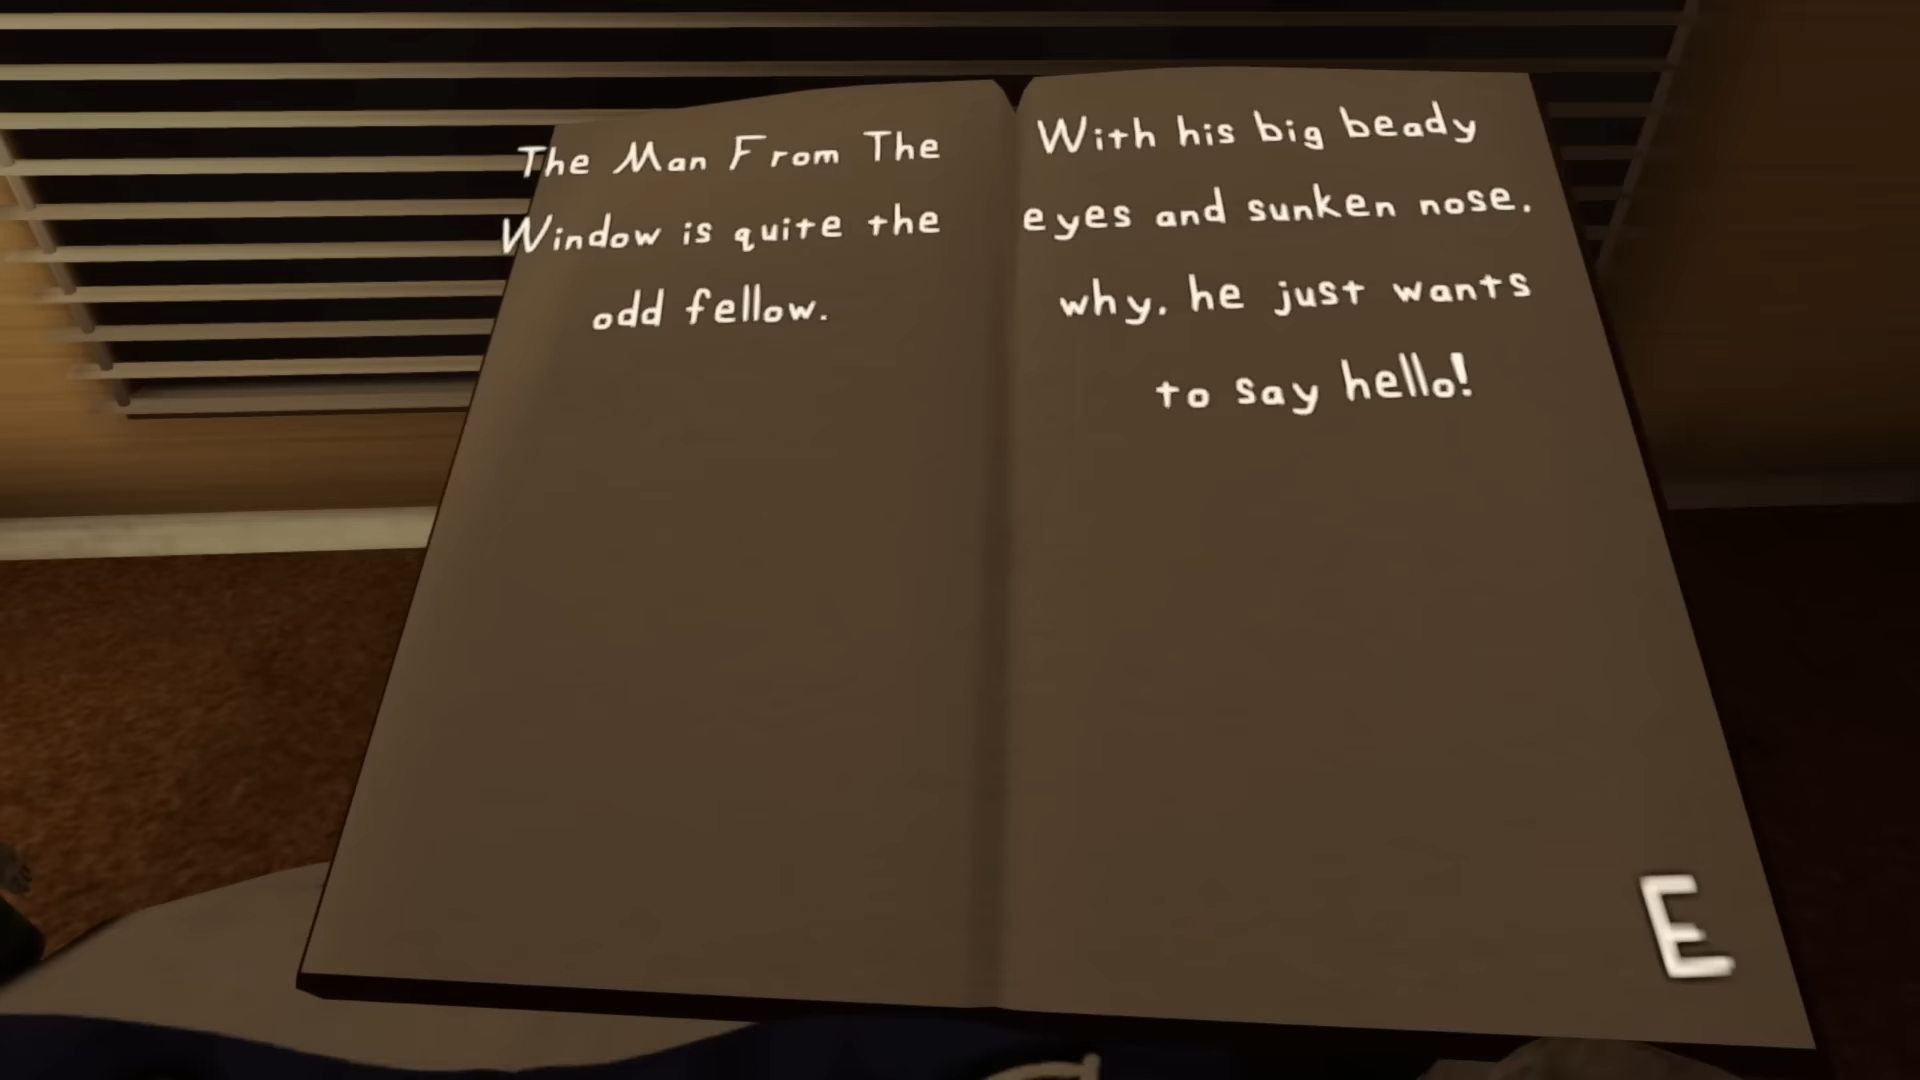 The Man From The
Window is quite the
odd fellow.
With his big beady
eyes and sunken nose.
why, he just wants
to say hello!
E